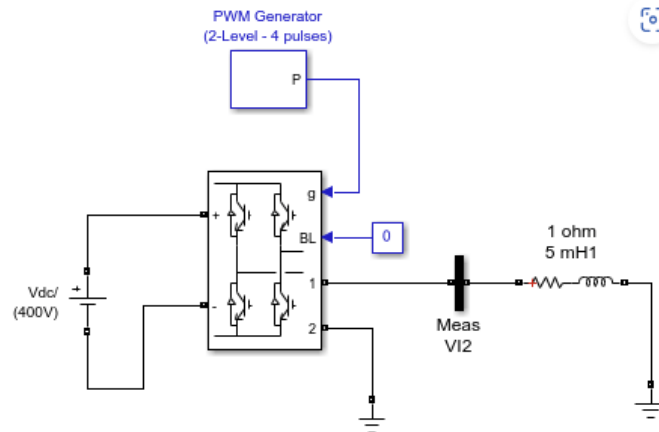 PWM Generator
(2-Level - 4 pulses)
P
g
+
BL
0
1 ohm
5 mH1
+
Vdc/
(400V)
-
1
+
Meas
VI2
2